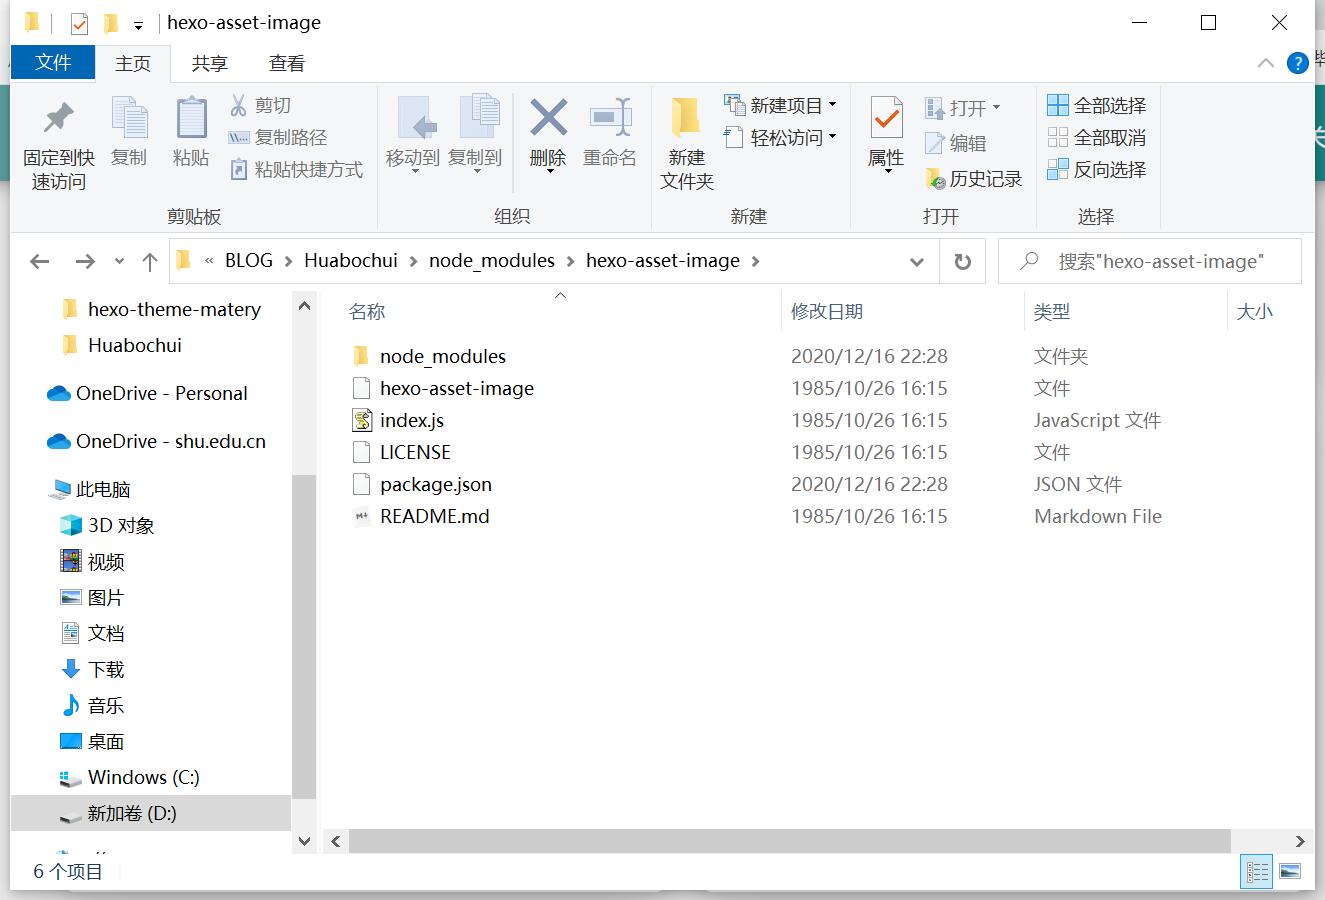 hexo-asset-image
文件 主页 共享 查看
固定到快速访问
复制
粘贴
剪切
复制路径
粘贴快捷方式
剪贴板
移动到
复制到
删除
重命名
组织
新建文件夹
新建项目
轻松访问
新建
属性
打开
编辑
历史记录
打开
全部选择
全部取消
反向选择
选择
« BLOG > Huabochui > node_modules > hexo-asset-image >
搜索"hexo-asset-image"
hexo-theme-matery
Huabochui
OneDrive - Personal
OneDrive - shu.edu.cn
此电脑
3D 对象
视频
图片
文档
下载
音乐
桌面
Windows (C:)
新加卷 (D:)
名称 修改日期 类型 大小
node_modules 2020/12/16 22:28 文件夹
hexo-asset-image 1985/10/26 16:15 文件
index.js 1985/10/26 16:15 JavaScript 文件
LICENSE 1985/10/26 16:15 文件
package.json 2020/12/16 22:28 JSON 文件
README.md 1985/10/26 16:15 Markdown File
6 个项目